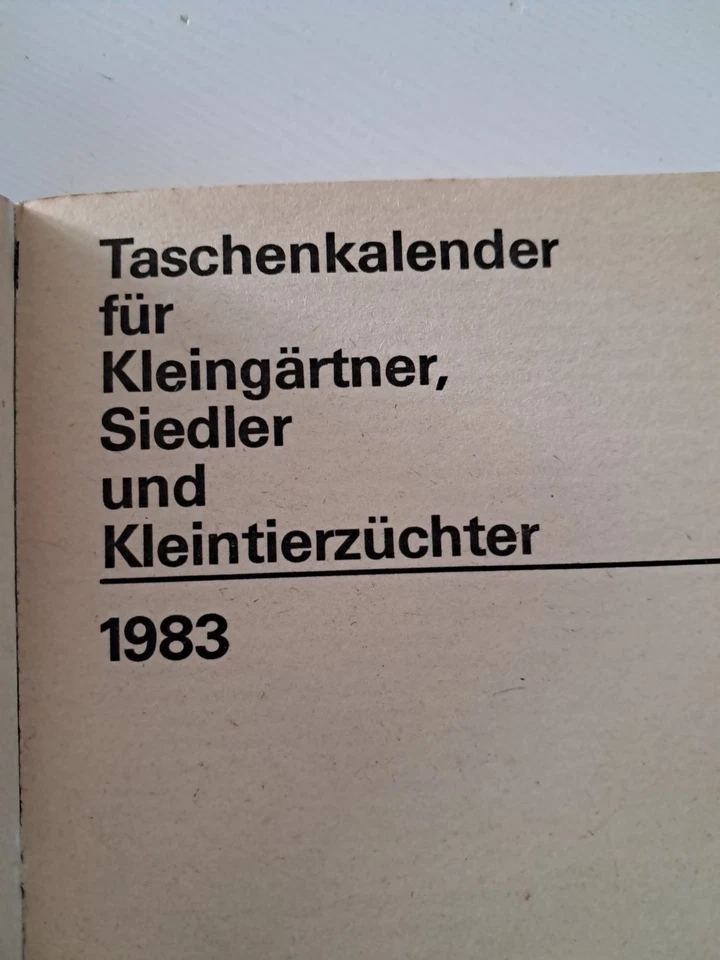 Taschenkalender
für
Kleingärtner,
Siedler
und
Kleintierzüchter
1983